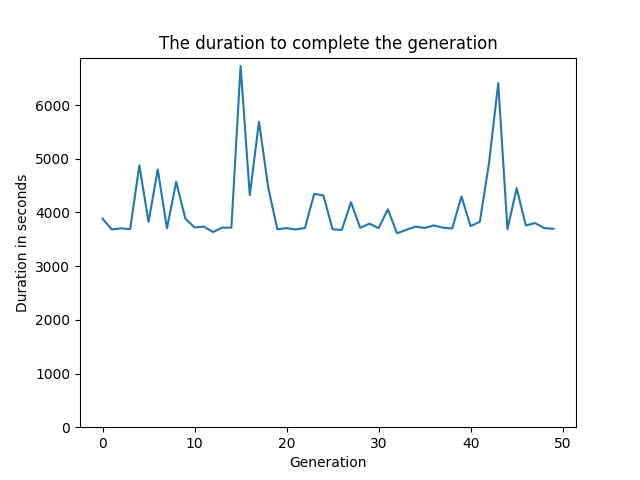 The duration to complete the generation
6000
5000
4000
3000
2000
1000
0
Duration in seconds
0 10 20 30 40 50
Generation